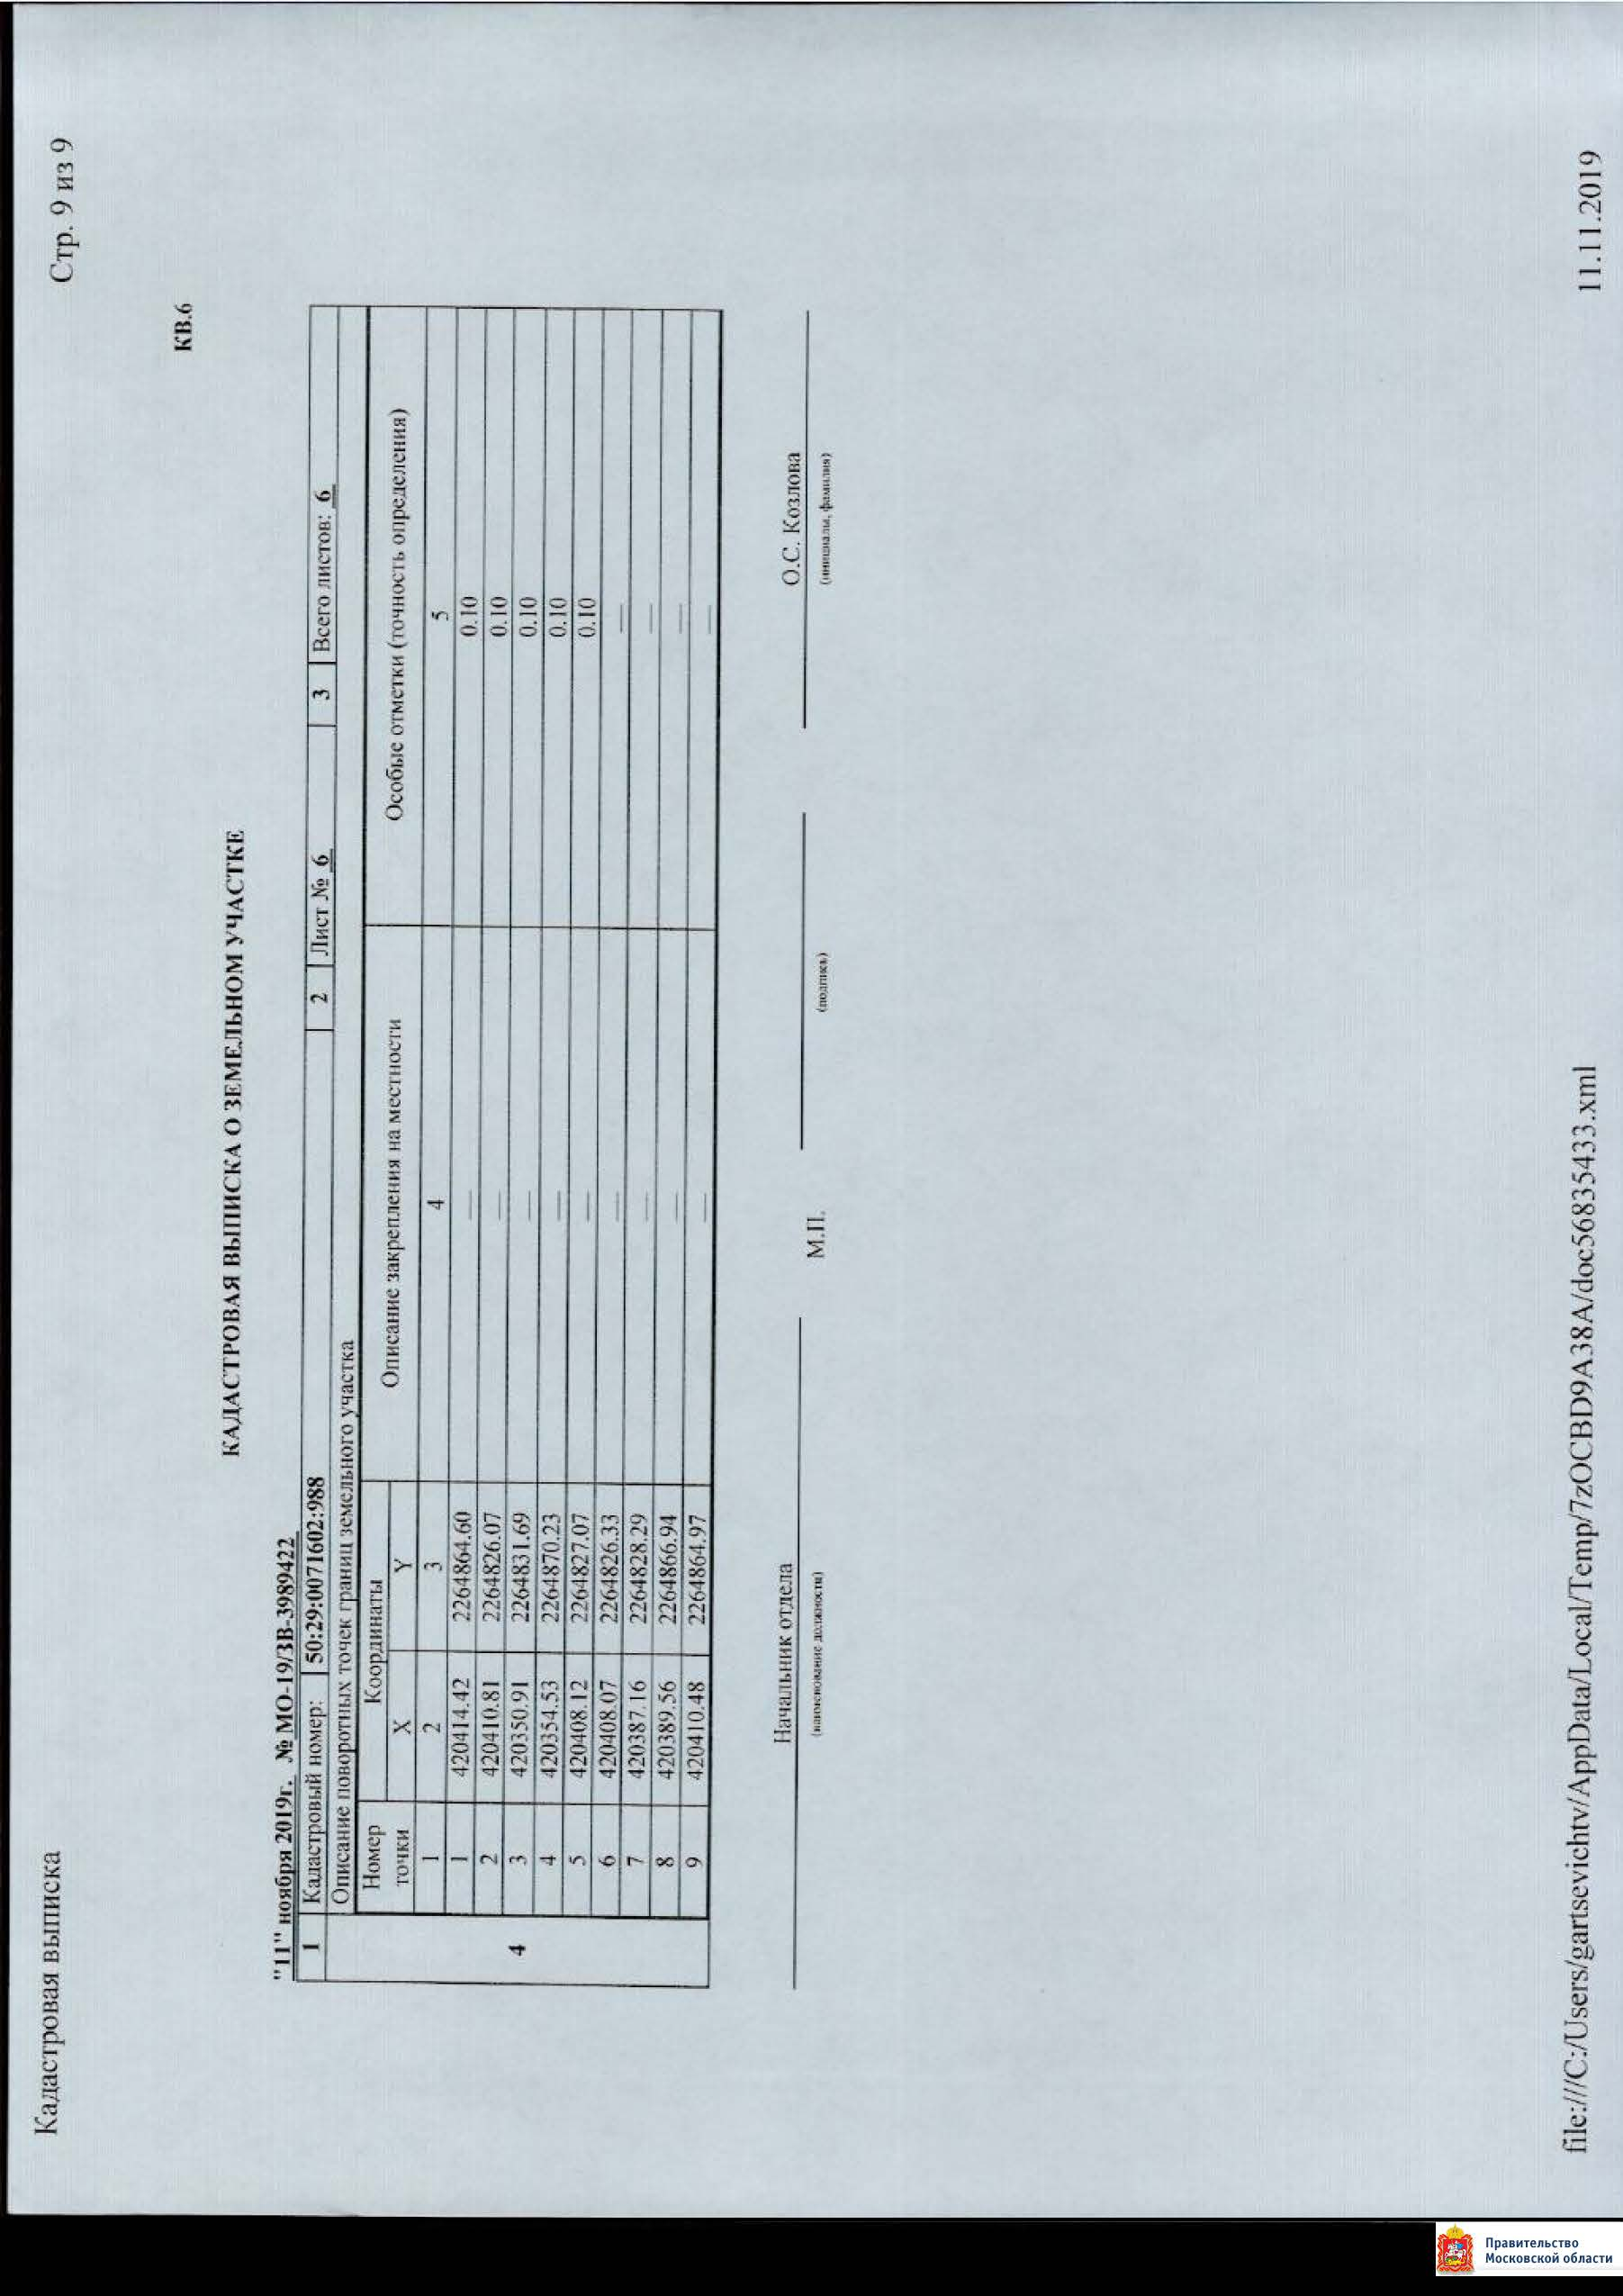 Кадастровая выписка
Стр. 9 из 9
КВ.6
КАДАСТРОВАЯ ВЫПИСКА О ЗЕМЕЛЬНОМ УЧАСТКЕ
"11" ноября 2019г. № МО-19/ЗВ-3989422
1 Кадастровый номер: 50:29:0071602:988 2 Лист № 6 3 Всего листов: 6
4 Описание поворотных точек границ земельного участка
Номер точки Координаты Описание закрепления на местности Особые отметки (точность определения)
X Y
1 2 3 4 5
1 420414.42 2264864.60 — 0.10
2 420410.81 2264826.07 — 0.10
3 420350.91 2264831.69 — 0.10
4 420354.53 2264870.23 — 0.10
5 420408.12 2264827.07 — 0.10
6 420408.07 2264826.33 — —
7 420387.16 2264828.29 — —
8 420389.56 2264866.94 — —
9 420410.48 2264864.97 — —
Начальник отдела О.С. Козлова
(наименование должности) М.П. (подпись) (инициалы, фамилия)
file:///C:/Users/gartsevichtv/AppData/Local/Temp/7zOCBD9A38A/doc56835433.xml
11.11.2019
Правительство
Московской области